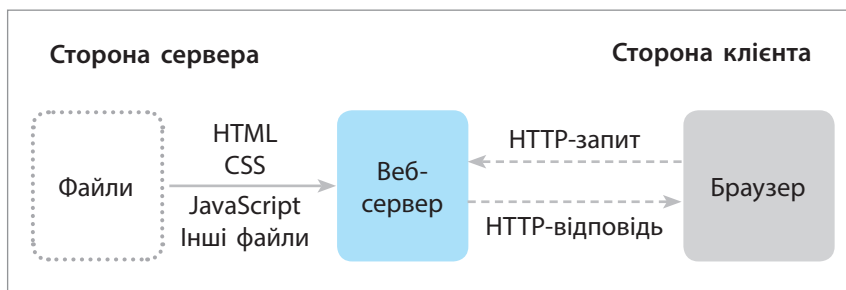 Сторона сервера
Сторона клієнта
Файли
HTML
CSS
JavaScript
Інші файли
Веб-
сервер
HTTP-запит
HTTP-відповідь
Браузер